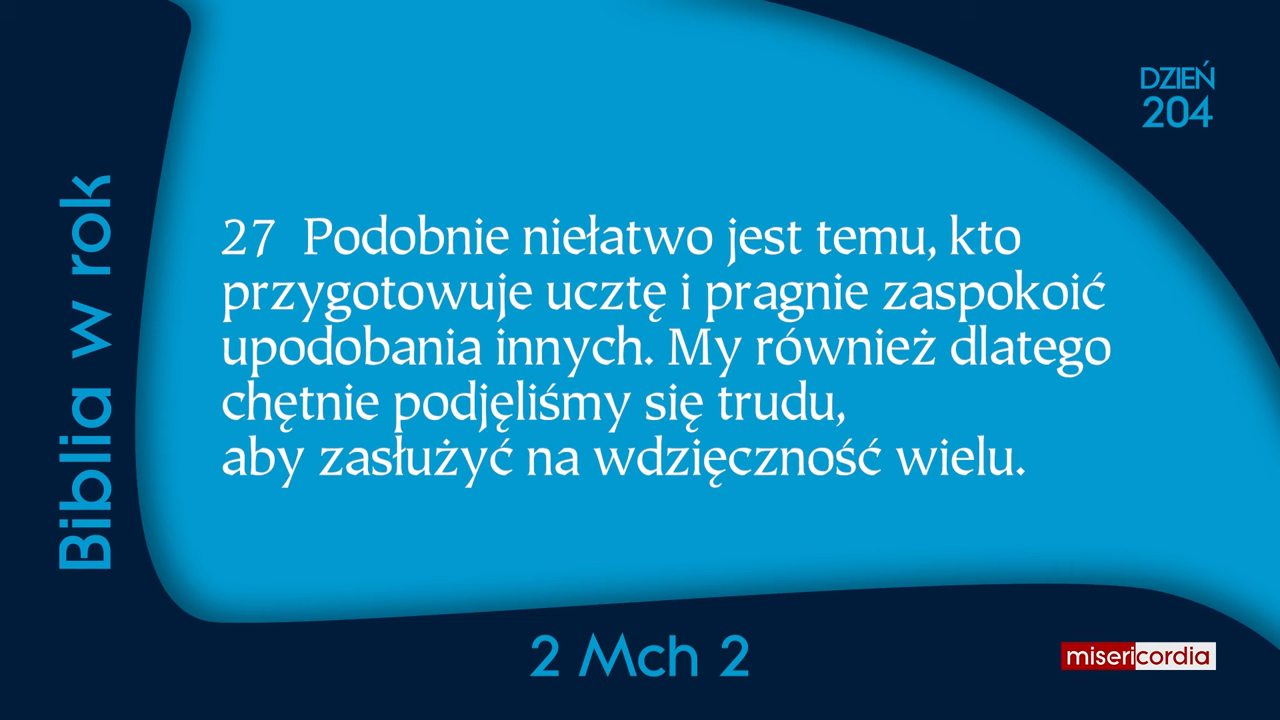 DZIEŃ
204
Biblia w rok
27 Podobnie niełatwo jest temu, kto
przygotowuje ucztę i pragnie zaspokoić
upodobania innych. My również dlatego
chętnie podjęliśmy się trudu,
aby zasłużyć na wdzięczność wielu.
2 Mch 2
misericordia